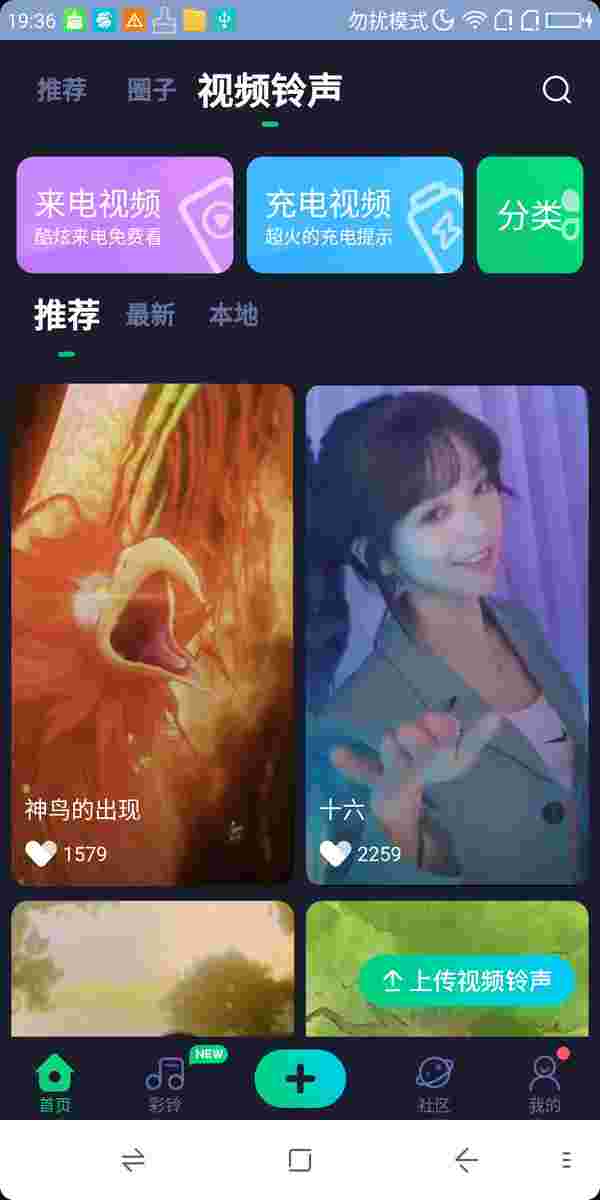 19:36 勿扰模式
推荐 圈子 视频铃声
来电视频
酷炫来电免费看
充电视频
超火的充电提示
分类
推荐 最新 本地
神鸟的出现
1579
十六
2259
上传视频铃声
NEW
首页 彩铃 社区 我的